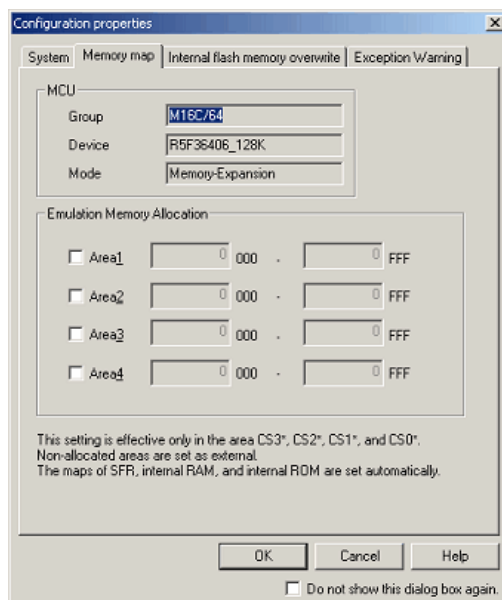 Configuration properties
System Memory map Internal flash memory overwrite Exception Warning
MCU
Group M16C/64
Device R5F36406_128K
Mode Memory-Expansion
Emulation Memory Allocation
Area1 0 000 - 0 FFF
Area2 0 000 - 0 FFF
Area3 0 000 - 0 FFF
Area4 0 000 - 0 FFF
This setting is effective only in the area CS3*, CS2*, CS1*, and CS0*.
Non-allocated areas are set as external.
The maps of SFR, internal RAM, and internal ROM are set automatically.
OK Cancel Help
Do not show this dialog box again.